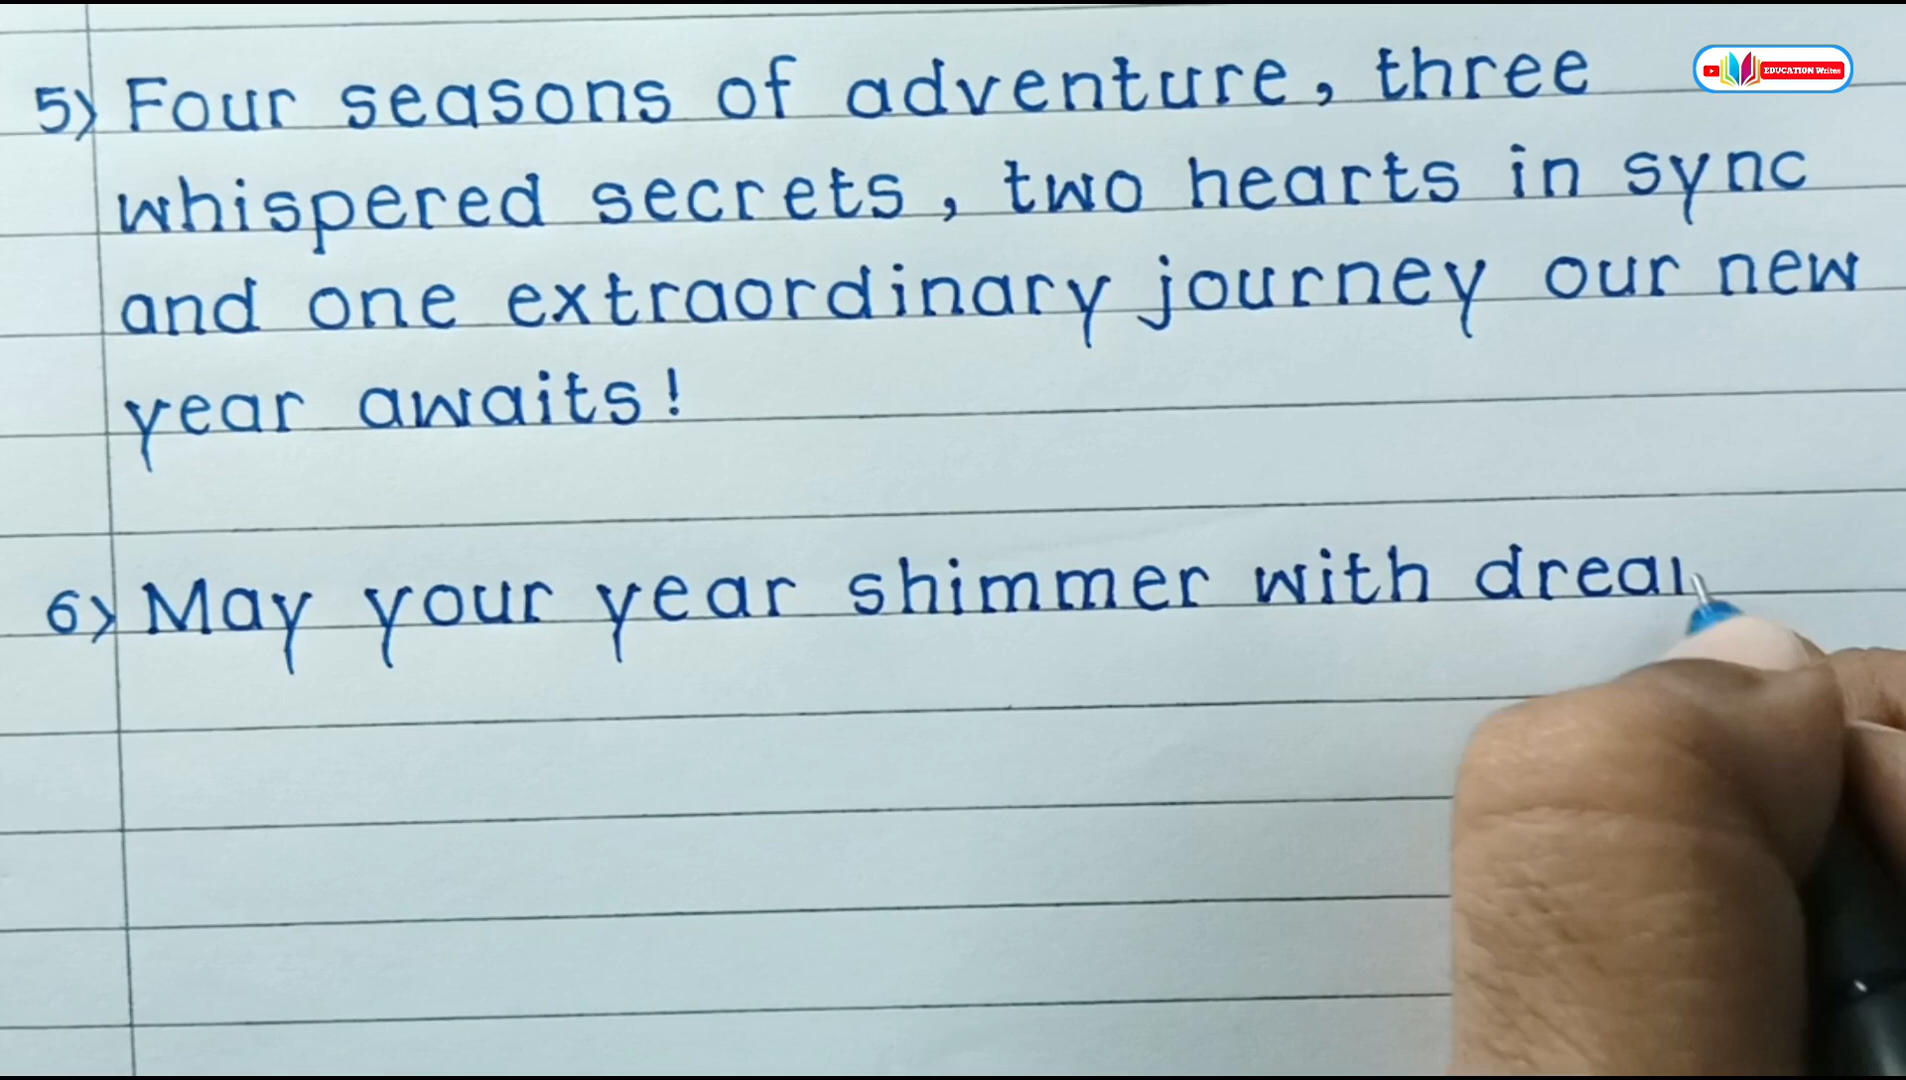 5) Four seasons of adventure, three
EDUCATION Writes
whispered secrets, two hearts in sync
and one extraordinary journey our new
year awaits!
6) May your year shimmer with